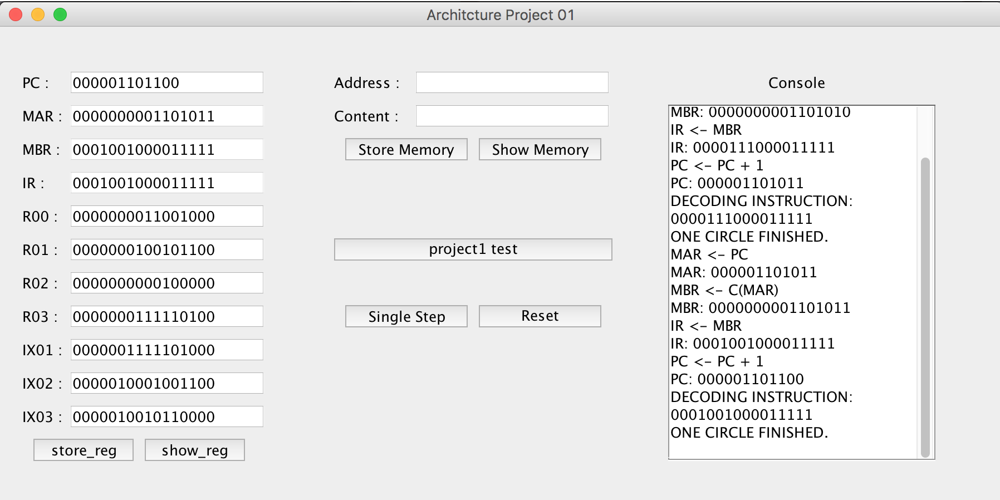 Architcture Project 01
PC : 000001101100
MAR : 0000000001101011
MBR : 0001001000011111
IR : 0001001000011111
R00 : 0000000011001000
R01 : 0000000100101100
R02 : 0000000000100000
R03 : 0000000111110100
IX01 : 0000001111101000
IX02 : 0000010001001100
IX03 : 0000010010110000
store_reg show_reg
Address :
Content :
Store Memory Show Memory
project1 test
Single Step Reset
Console
MBR: 0000000001101010
IR <- MBR
IR: 0000111000011111
PC <- PC + 1
PC: 000001101011
DECODING INSTRUCTION:
0000111000011111
ONE CIRCLE FINISHED.
MAR <- PC
MAR: 000001101011
MBR <- C(MAR)
MBR: 0000000001101011
IR <- MBR
IR: 0001001000011111
PC <- PC + 1
PC: 000001101100
DECODING INSTRUCTION:
0001001000011111
ONE CIRCLE FINISHED.